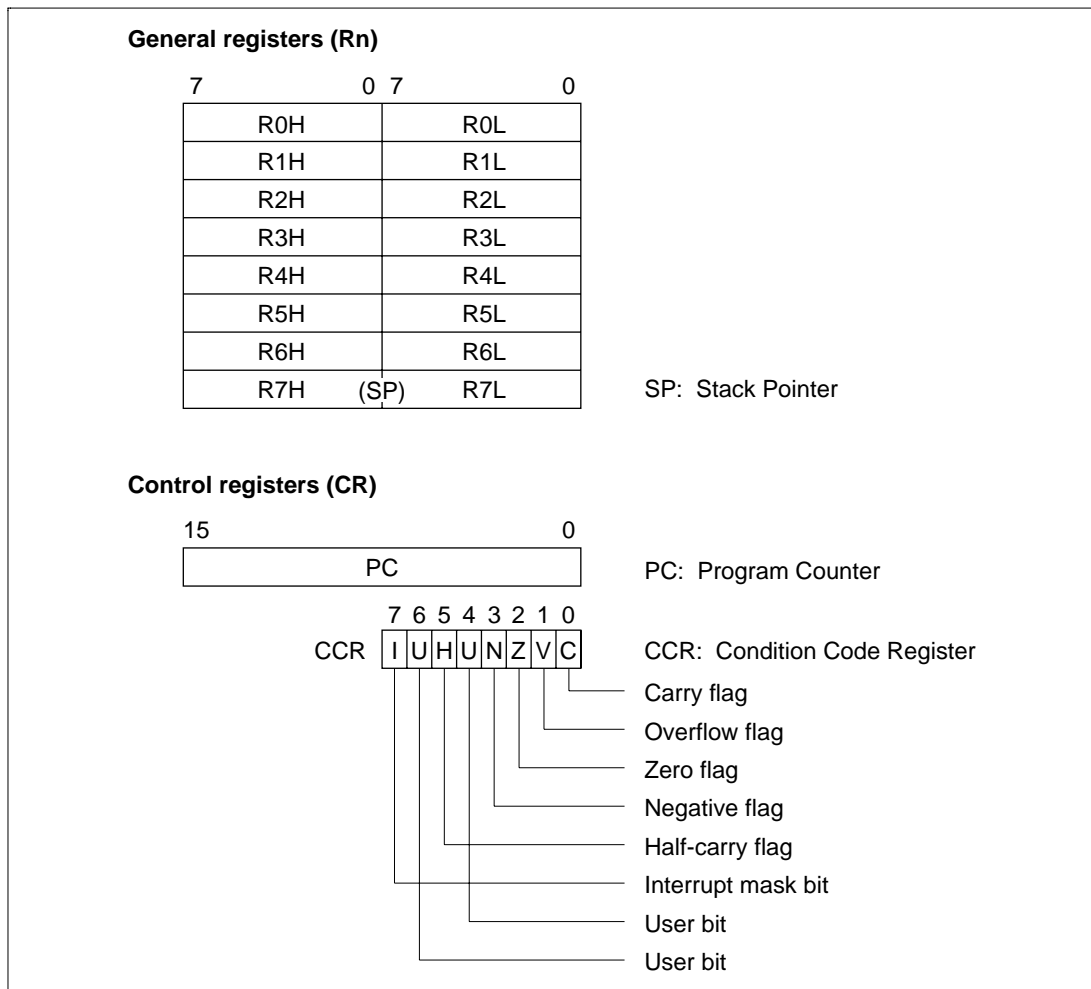 General registers (Rn)
7 0 7 0
R0H R0L
R1H R1L
R2H R2L
R3H R3L
R4H R4L
R5H R5L
R6H R6L
R7H (SP) R7L SP: Stack Pointer
Control registers (CR)
15 0
PC PC: Program Counter
7 6 5 4 3 2 1 0
CCR I U H U N Z V C CCR: Condition Code Register
Carry flag
Overflow flag
Zero flag
Negative flag
Half-carry flag
Interrupt mask bit
User bit
User bit